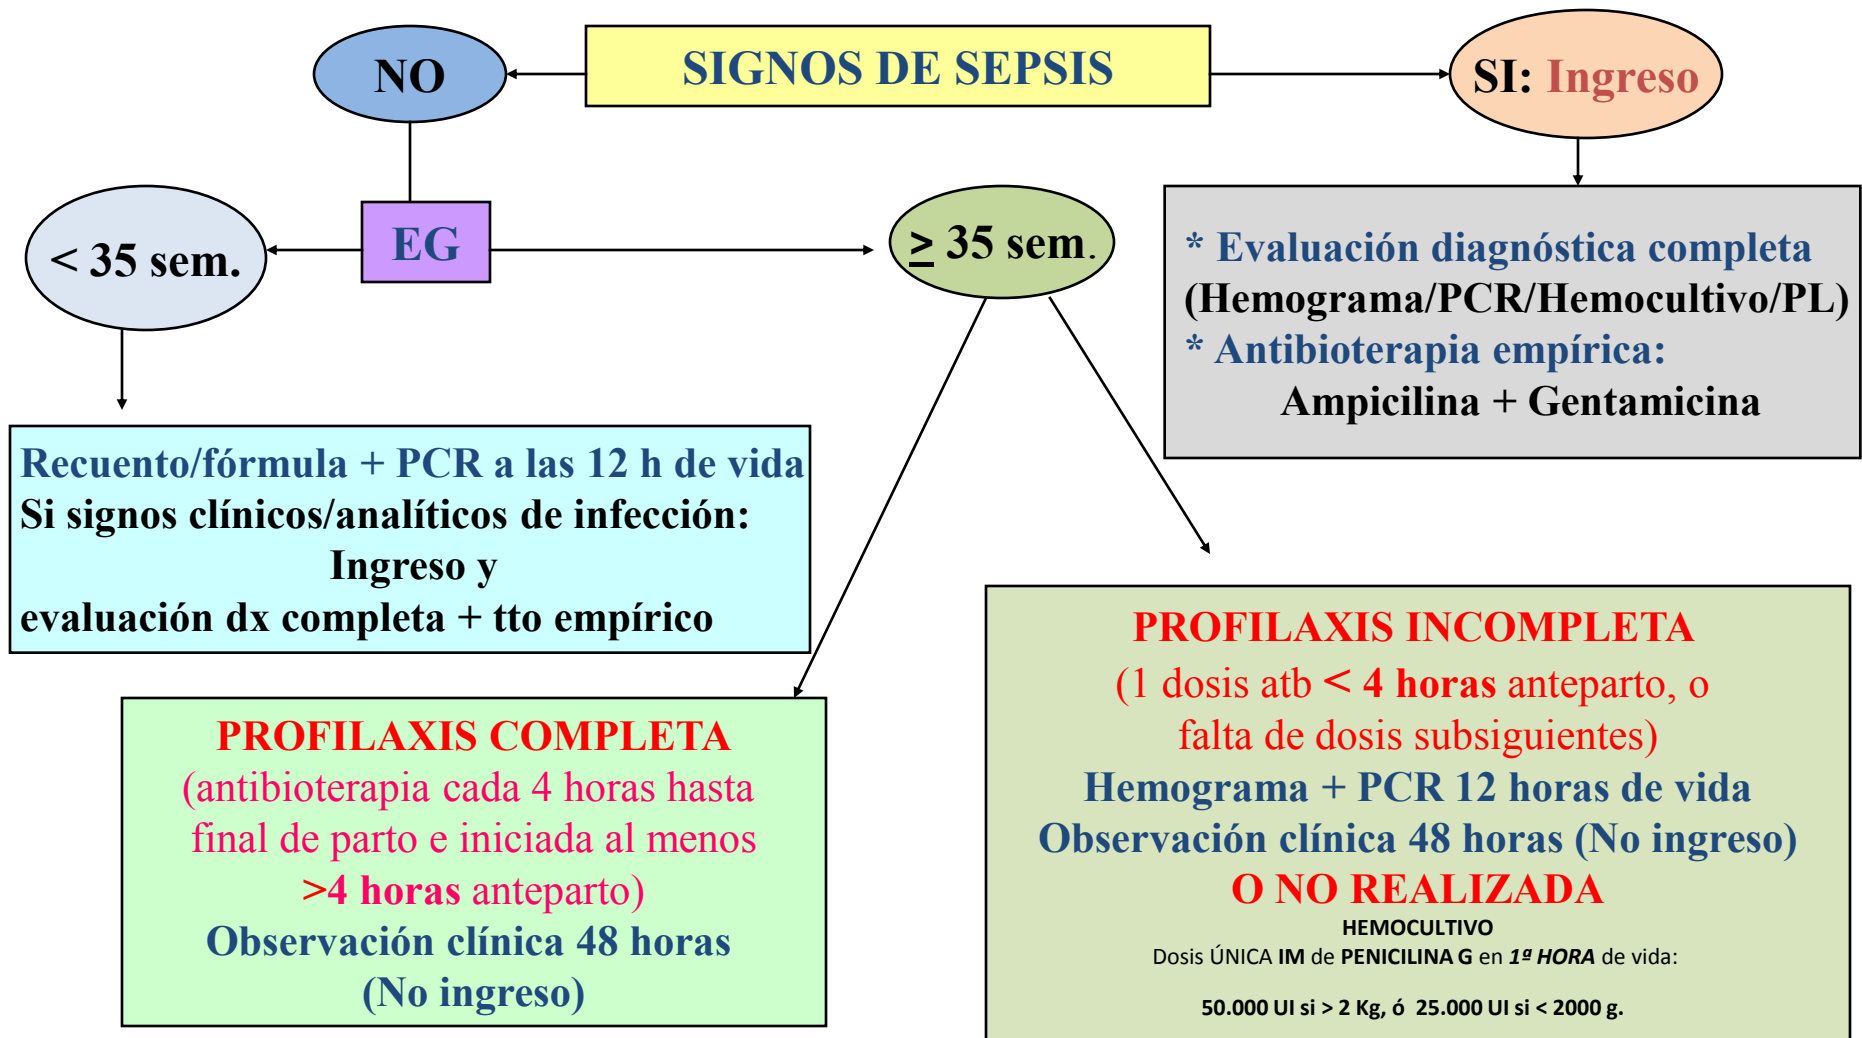 SIGNOS DE SEPSIS
NO
SI: Ingreso
EG
< 35 sem.
≥ 35 sem.
* Evaluación diagnóstica completa
(Hemograma/PCR/Hemocultivo/PL)
* Antibioterapia empírica:
Ampicilina + Gentamicina
Recuento/fórmula + PCR a las 12 h de vida
Si signos clínicos/analíticos de infección:
Ingreso y
evaluación dx completa + tto empírico
PROFILAXIS COMPLETA
(antibioterapia cada 4 horas hasta
final de parto e iniciada al menos
>4 horas anteparto)
Observación clínica 48 horas
(No ingreso)
PROFILAXIS INCOMPLETA
(1 dosis atb < 4 horas anteparto, o
falta de dosis subsiguientes)
Hemograma + PCR 12 horas de vida
Observación clínica 48 horas (No ingreso)
O NO REALIZADA
HEMOCULTIVO
Dosis ÚNICA IM de PENICILINA G en 1ª HORA de vida:
50.000 UI si > 2 Kg, ó 25.000 UI si < 2000 g.